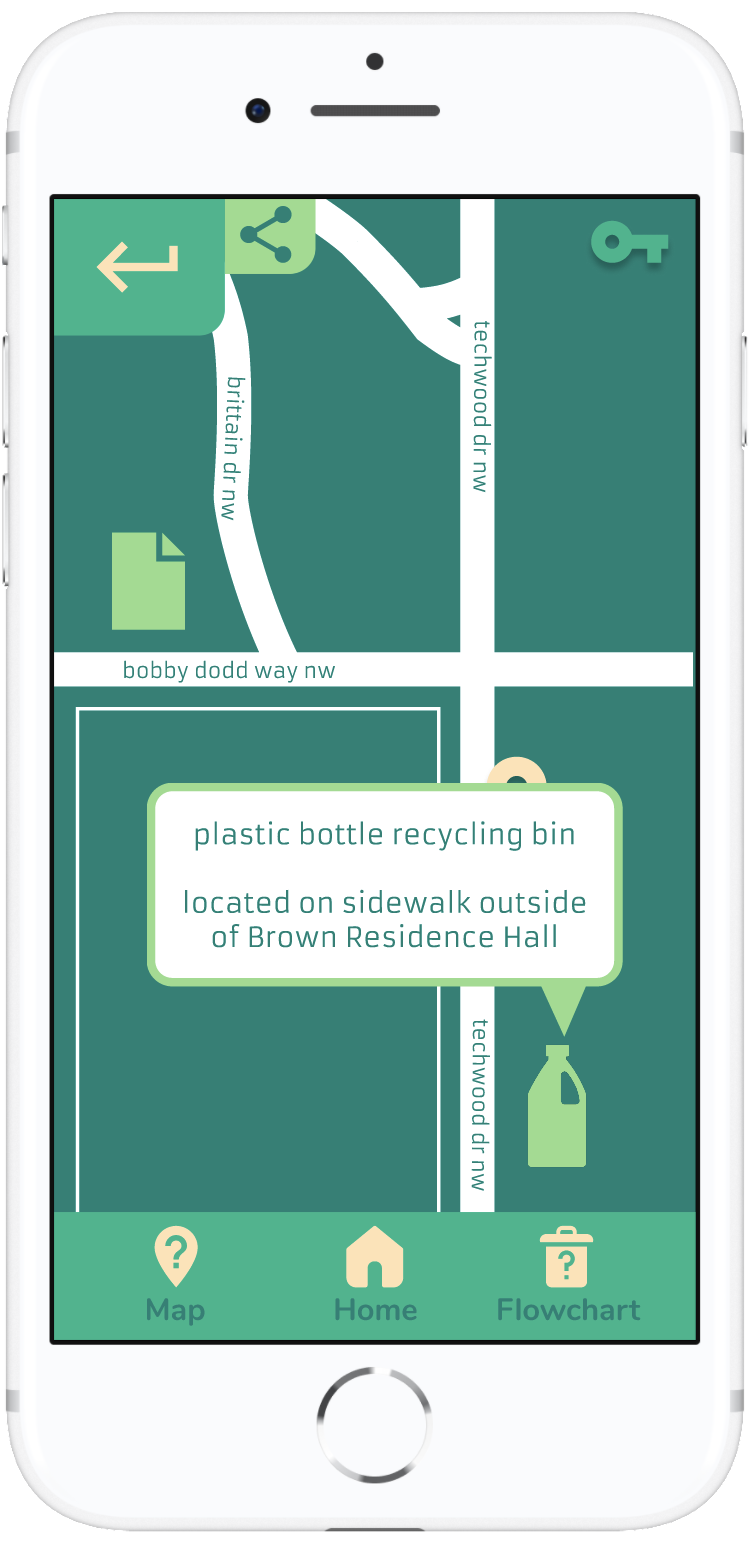 techwood dr nw
brittain dr nw
bobby dodd way nw
plastic bottle recycling bin
located on sidewalk outside
of Brown Residence Hall
techwood dr nw
?
?
Map
Home
Flowchart